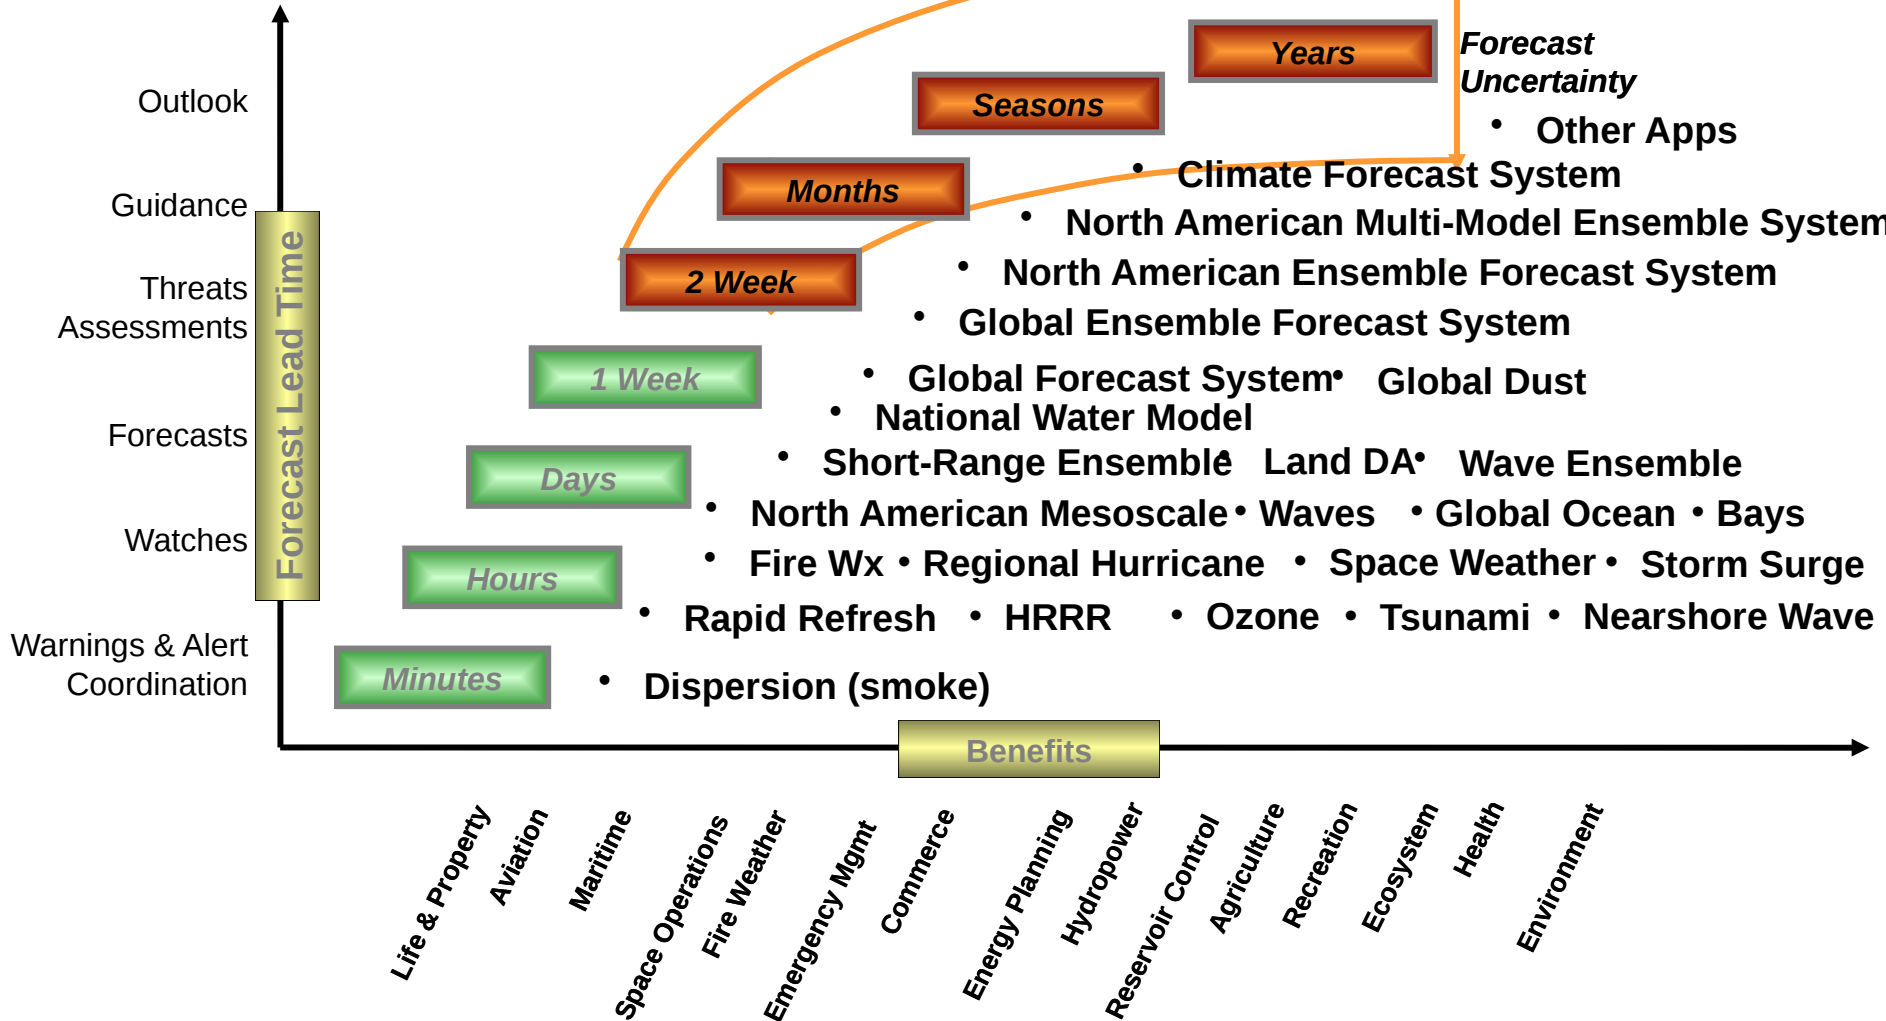 Years
Forecast
Uncertainty
Outlook
Seasons
• Other Apps
• Climate Forecast System
Guidance
Months
• North American Multi-Model Ensemble System
Threats
Assessments
2 Week
• North American Ensemble Forecast System
• Global Ensemble Forecast System
Forecast Lead Time
1 Week
• Global Forecast System • Global Dust
• National Water Model
Forecasts
Days
• Short-Range Ensemble • Land DA • Wave Ensemble
• North American Mesoscale • Waves • Global Ocean • Bays
Watches
Hours
• Fire Wx • Regional Hurricane • Space Weather • Storm Surge
• Rapid Refresh • HRRR • Ozone • Tsunami • Nearshore Wave
Warnings & Alert
Coordination
Minutes
• Dispersion (smoke)
Benefits
Life & Property
Aviation
Maritime
Space Operations
Fire Weather
Emergency Mgmt
Commerce
Energy Planning
Hydropower
Reservoir Control
Agriculture
Recreation
Ecosystem
Health
Environment